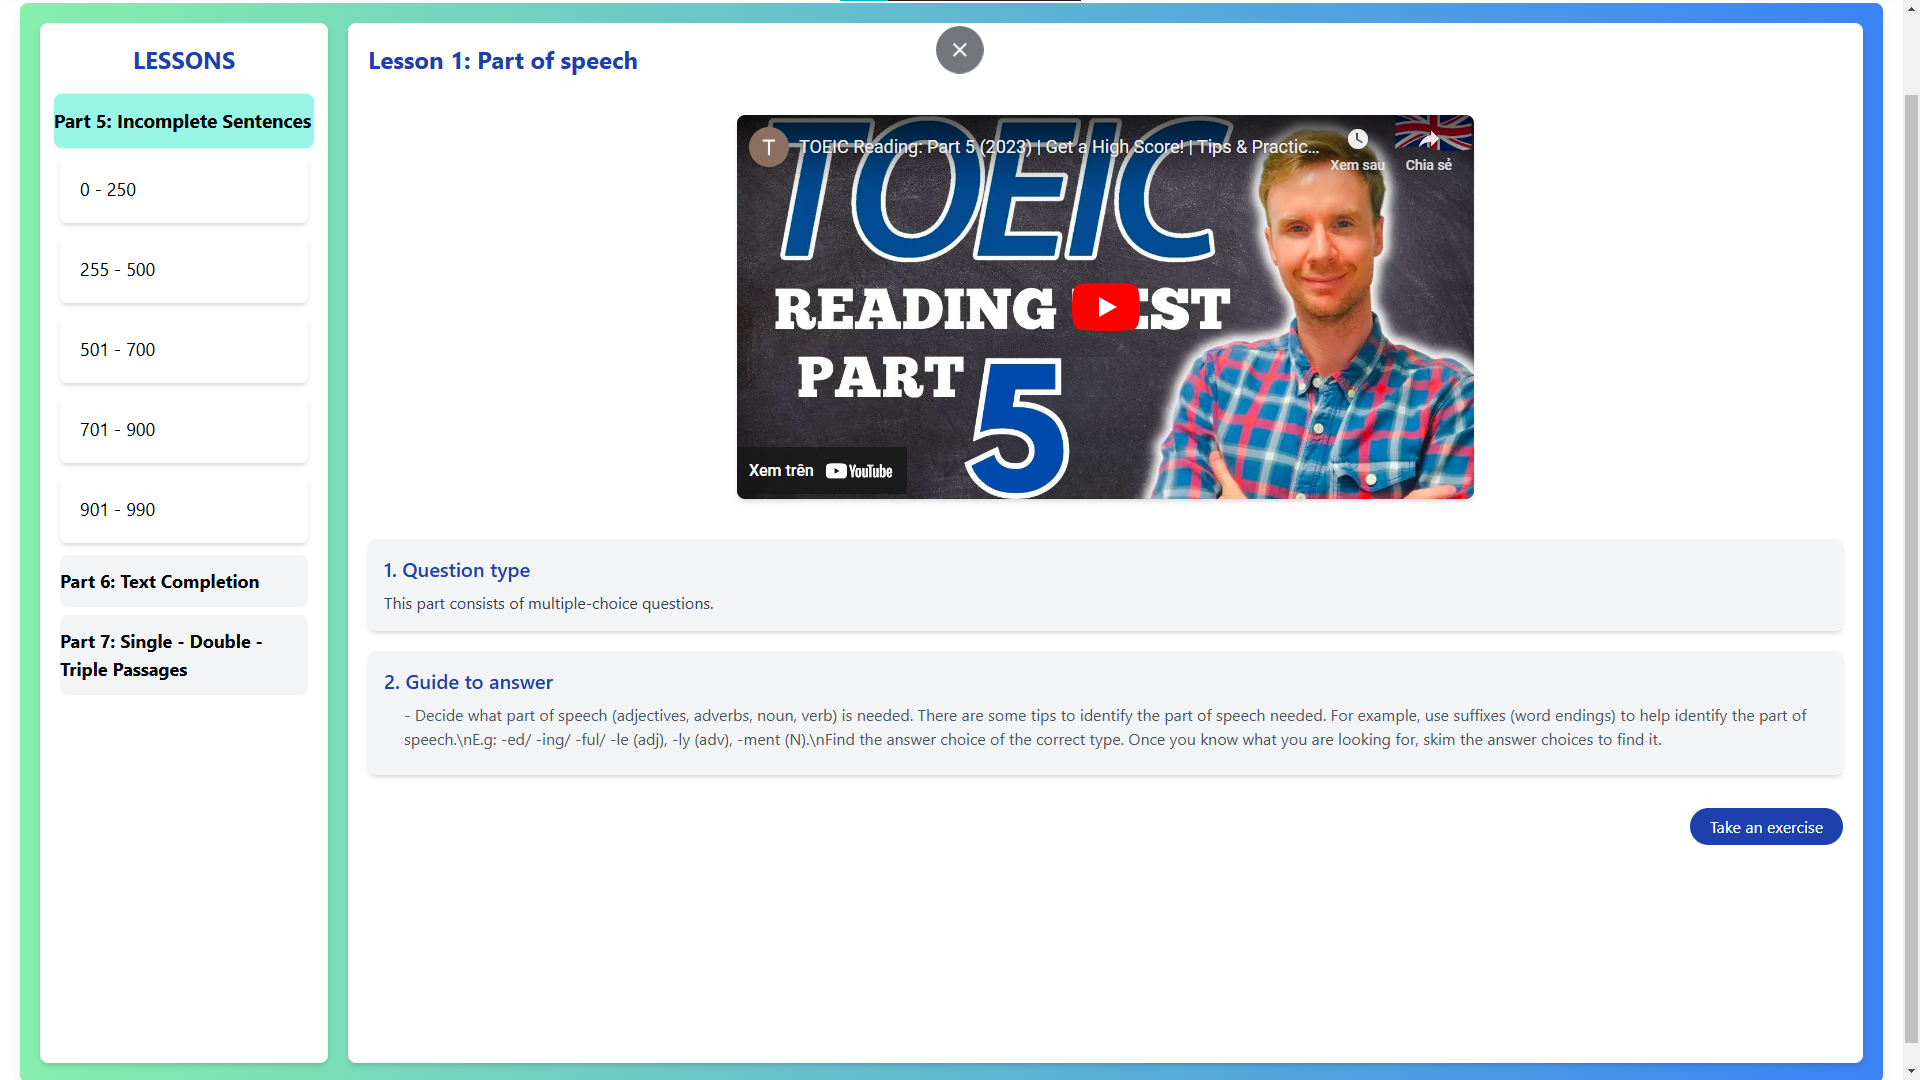 LESSONS
Part 5: Incomplete Sentences
0 - 250
255 - 500
501 - 700
701 - 900
901 - 990
Part 6: Text Completion
Part 7: Single - Double -
Triple Passages
Lesson 1: Part of speech
T
TOEIC Reading: Part 5 (2023) | Get a High Score! | Tips & Practic...
Xem sau
Chia sẻ
TOEIC
READING TEST
PART 5
Xem trên YouTube
1. Question type
This part consists of multiple-choice questions.
2. Guide to answer
- Decide what part of speech (adjectives, adverbs, noun, verb) is needed. There are some tips to identify the part of speech needed. For example, use suffixes (word endings) to help identify the part of
speech.\nE.g: -ed/ -ing/ -ful/ -le (adj), -ly (adv), -ment (N).\nFind the answer choice of the correct type. Once you know what you are looking for, skim the answer choices to find it.
Take an exercise